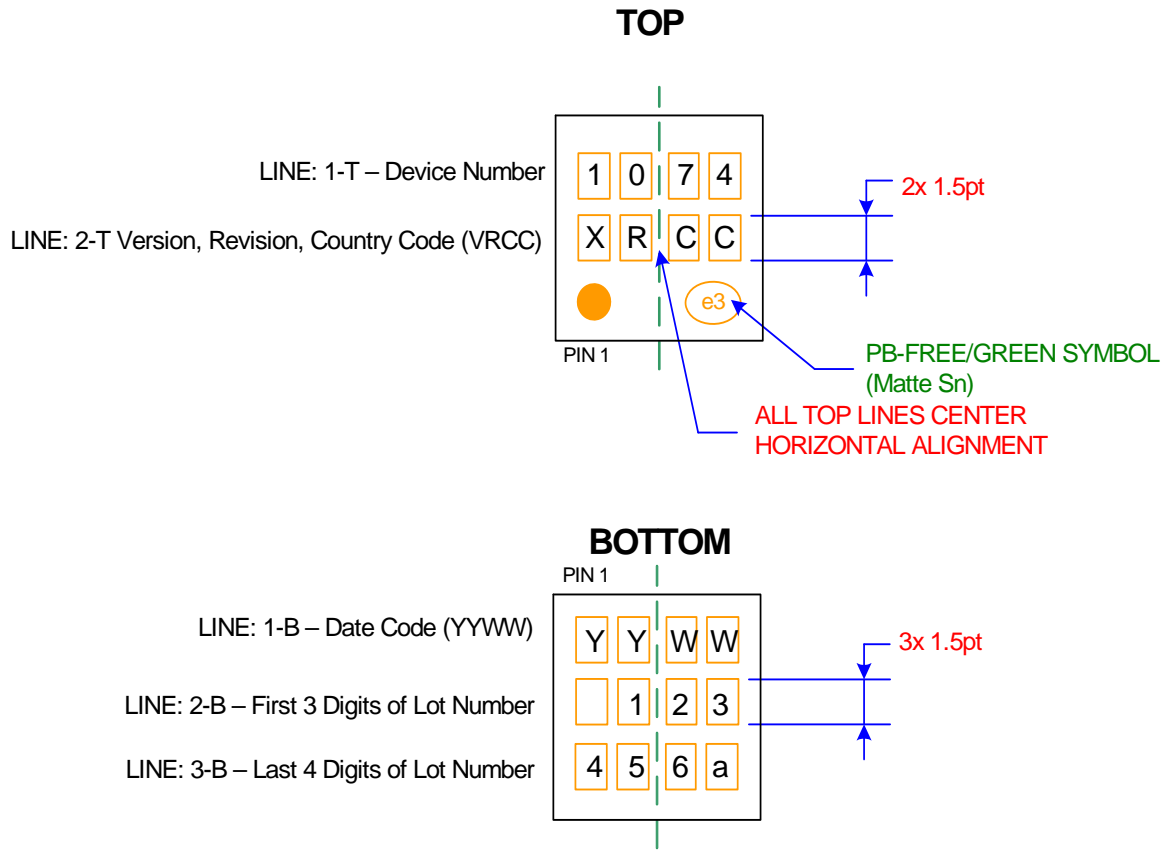 TOP
LINE: 1-T – Device Number
1 0 7 4
2x 1.5pt
LINE: 2-T Version, Revision, Country Code (VRCC)
X R C C
e3
PIN 1
PB-FREE/GREEN SYMBOL
(Matte Sn)
ALL TOP LINES CENTER
HORIZONTAL ALIGNMENT
BOTTOM
PIN 1
LINE: 1-B – Date Code (YYWW)
Y Y W W
3x 1.5pt
LINE: 2-B – First 3 Digits of Lot Number
1 2 3
LINE: 3-B – Last 4 Digits of Lot Number
4 5 6 a